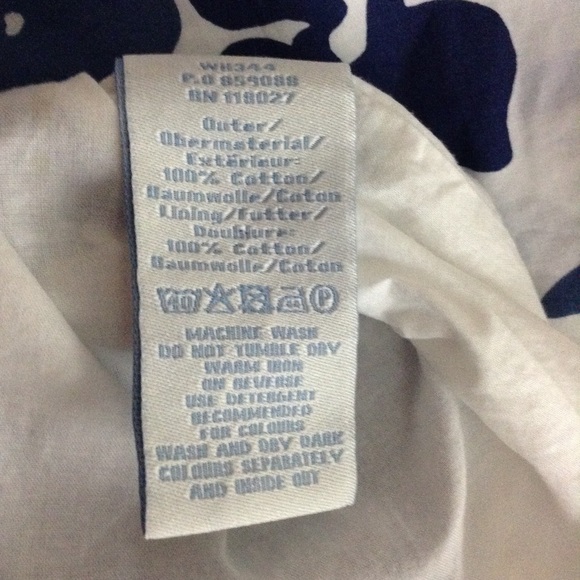 WH344
P.O 859088
RN 118027
Outer/
Obermaterial/
Extérieur:
100% Cotton/
Baumwolle/Coton
Lining/Futter/
Doublure:
100% Cotton/
Baumwolle/Coton
40 P
MACHINE WASH
DO NOT TUMBLE DRY
WARM IRON
ON REVERSE
USE DETERGENT
RECOMMENDED
FOR COLOURS
WASH AND DRY DARK
COLOURS SEPARATELY
AND INSIDE OUT